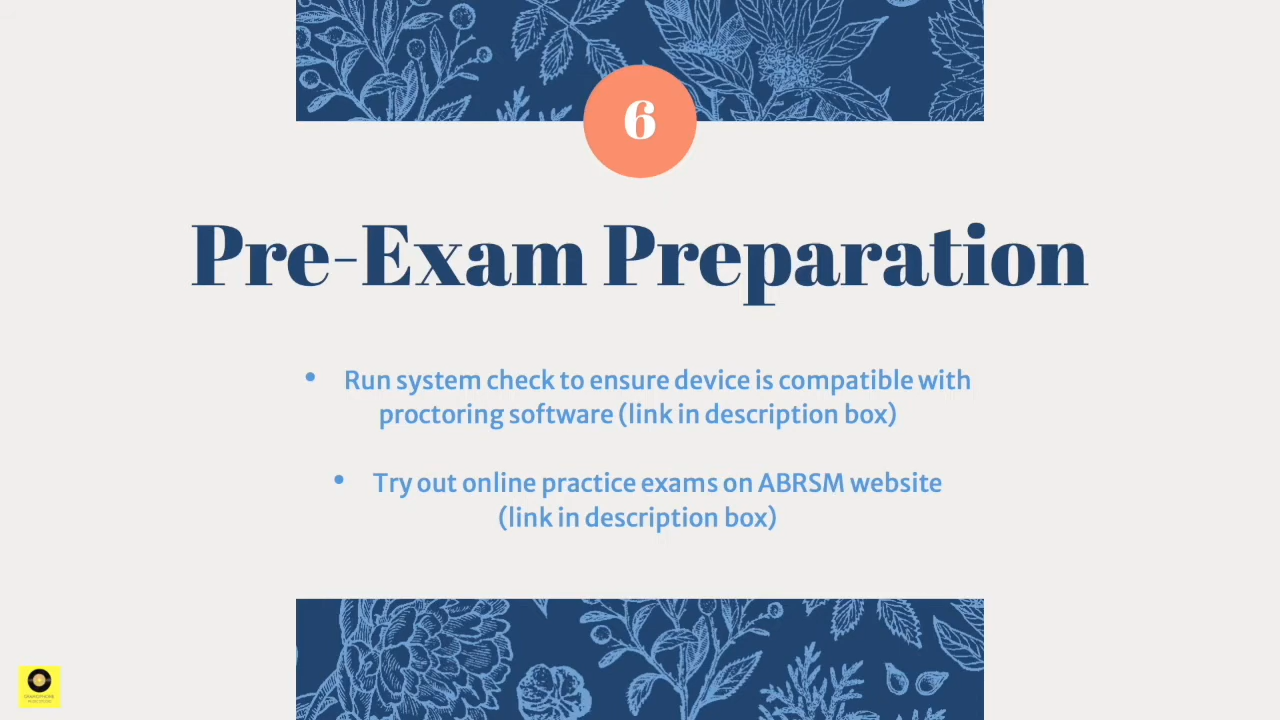 6
Pre-Exam Preparation
• Run system check to ensure device is compatible with
proctoring software (link in description box)
• Try out online practice exams on ABRSM website
(link in description box)